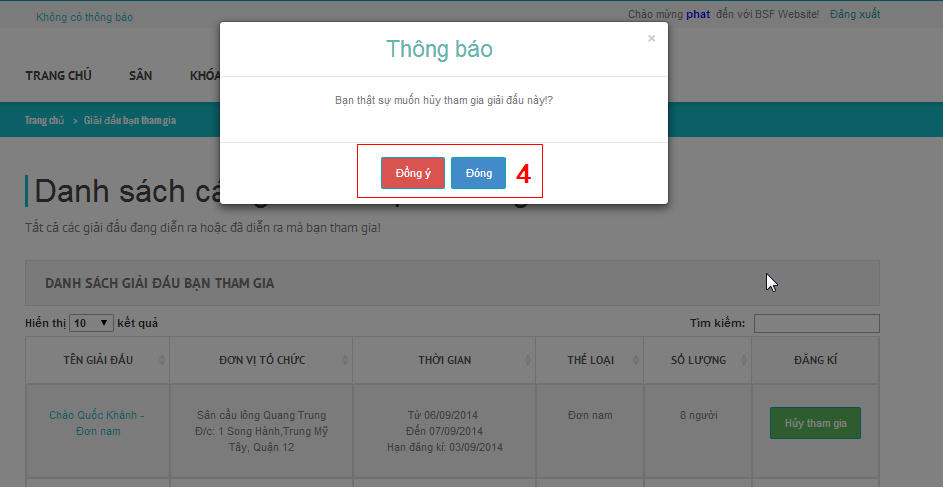 Không có thông báo
Chào mừng phat đến với BSF Website! Đăng xuất
Thông báo
×
TRANG CHỦ SÂN KHÓA
Bạn thật sự muốn hủy tham gia giải đấu này!?
Trang chủ > Giải đấu bạn tham gia
Đồng ý Đóng 4
Danh sách
Tất cả các giải đấu đang diễn ra hoặc đã diễn ra mà bạn tham gia!
DANH SÁCH GIẢI ĐẤU BẠN THAM GIA
Hiển thị 10 kết quả Tìm kiếm:
TÊN GIẢI ĐẤU ĐƠN VỊ TỔ CHỨC THỜI GIAN THỂ LOẠI SỐ LƯỢNG ĐĂNG KÍ
Chào Quốc Khánh -
Đơn nam
Sân cầu lông Quang Trung
Đ/c: 1 Song Hành,Trung Mỹ
Tây, Quận 12
Từ 06/09/2014
Đến 07/09/2014
Hạn đăng kí: 03/09/2014
Đơn nam
8 người
Hủy tham gia